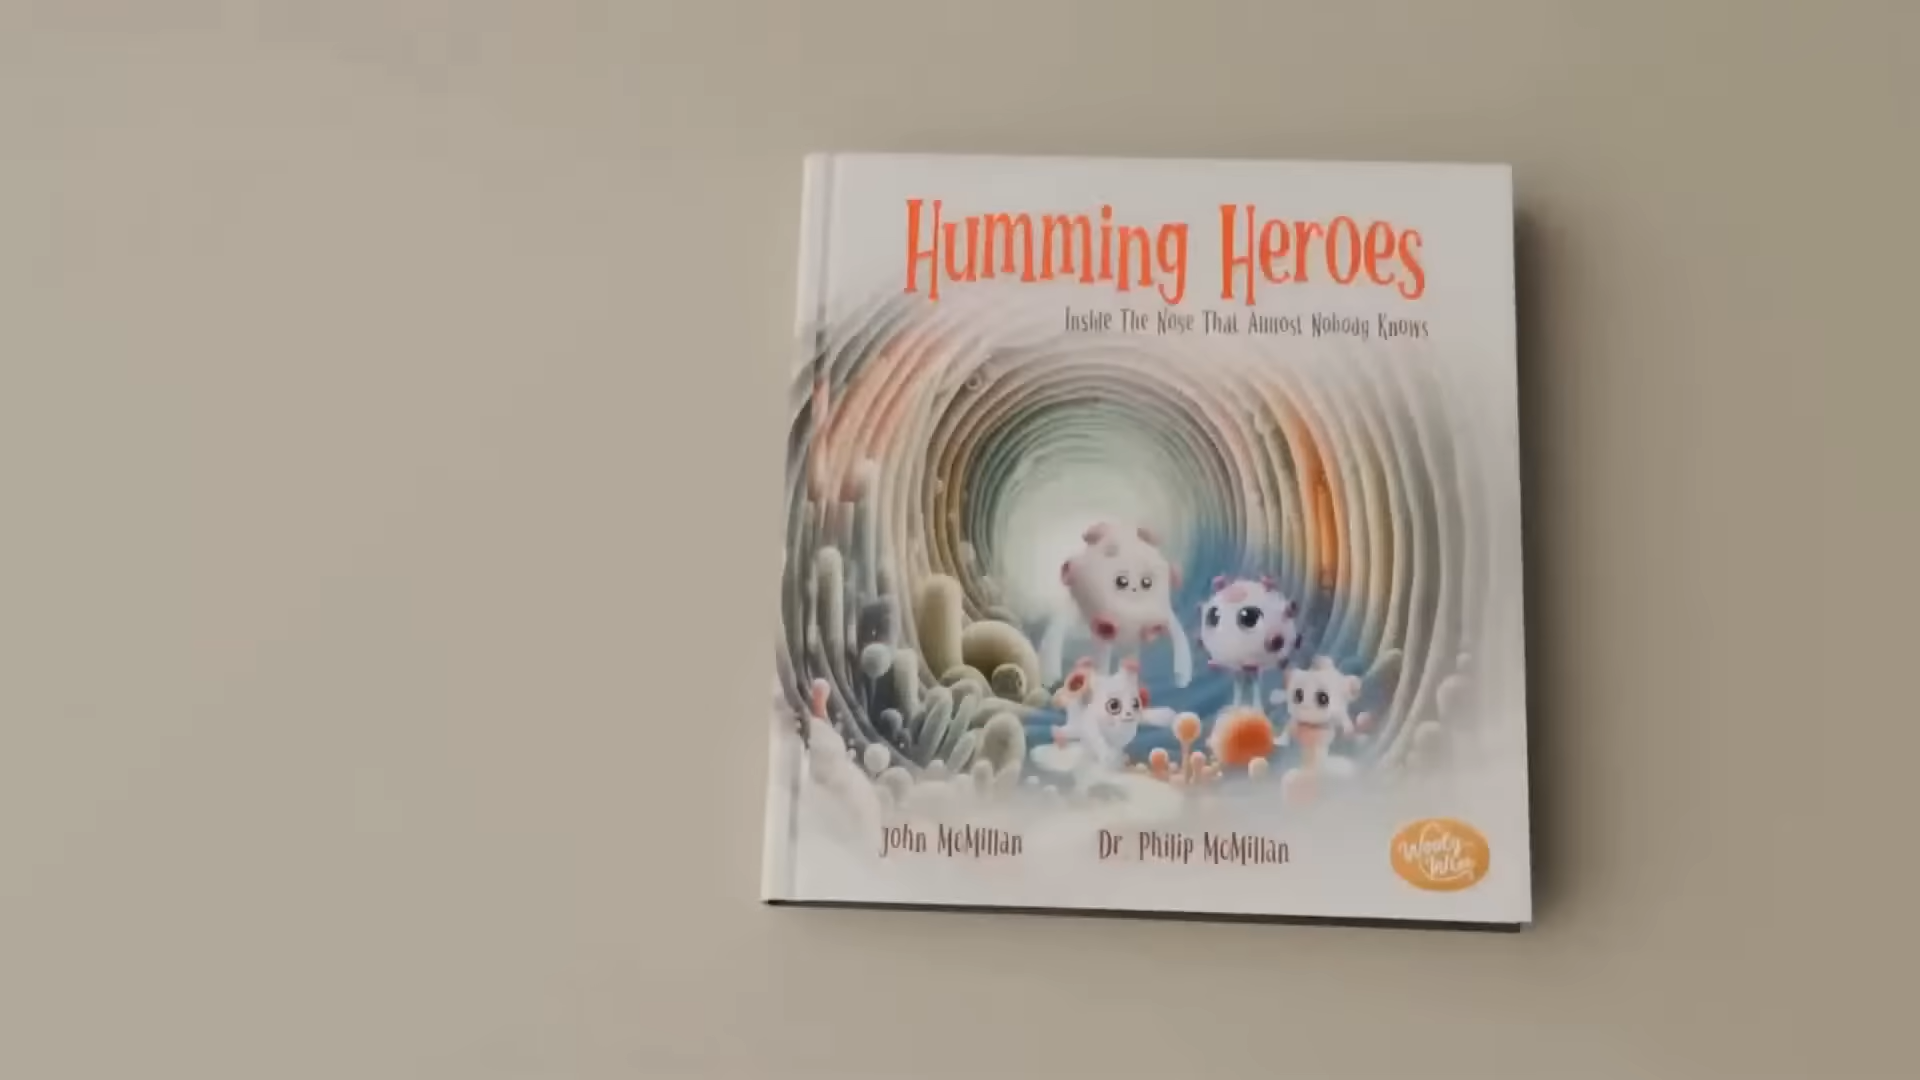 Humming Heroes
Inside The Nose That Almost Nobody Knows
John McMillan
Dr. Philip McMillan